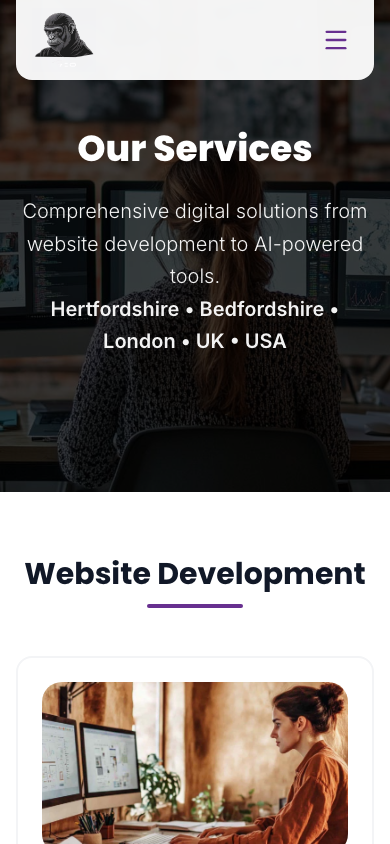 Our Services
Comprehensive digital solutions from
website development to AI-powered
tools.
Hertfordshire • Bedfordshire •
London • UK • USA
Website Development